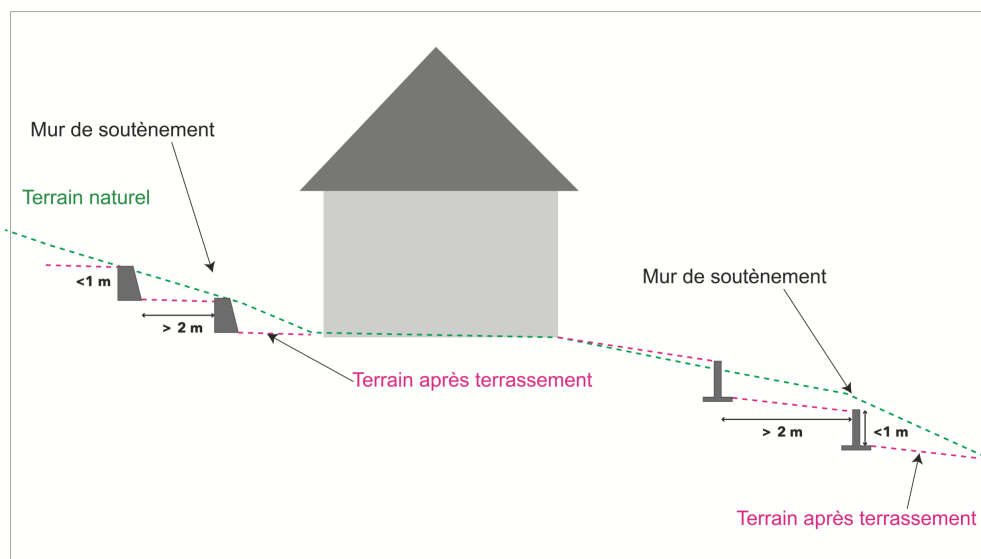 Mur de soutènement
Terrain naturel
<1 m
> 2 m
Terrain après terrassement
Mur de soutènement
> 2 m
<1 m
Terrain après terrassement